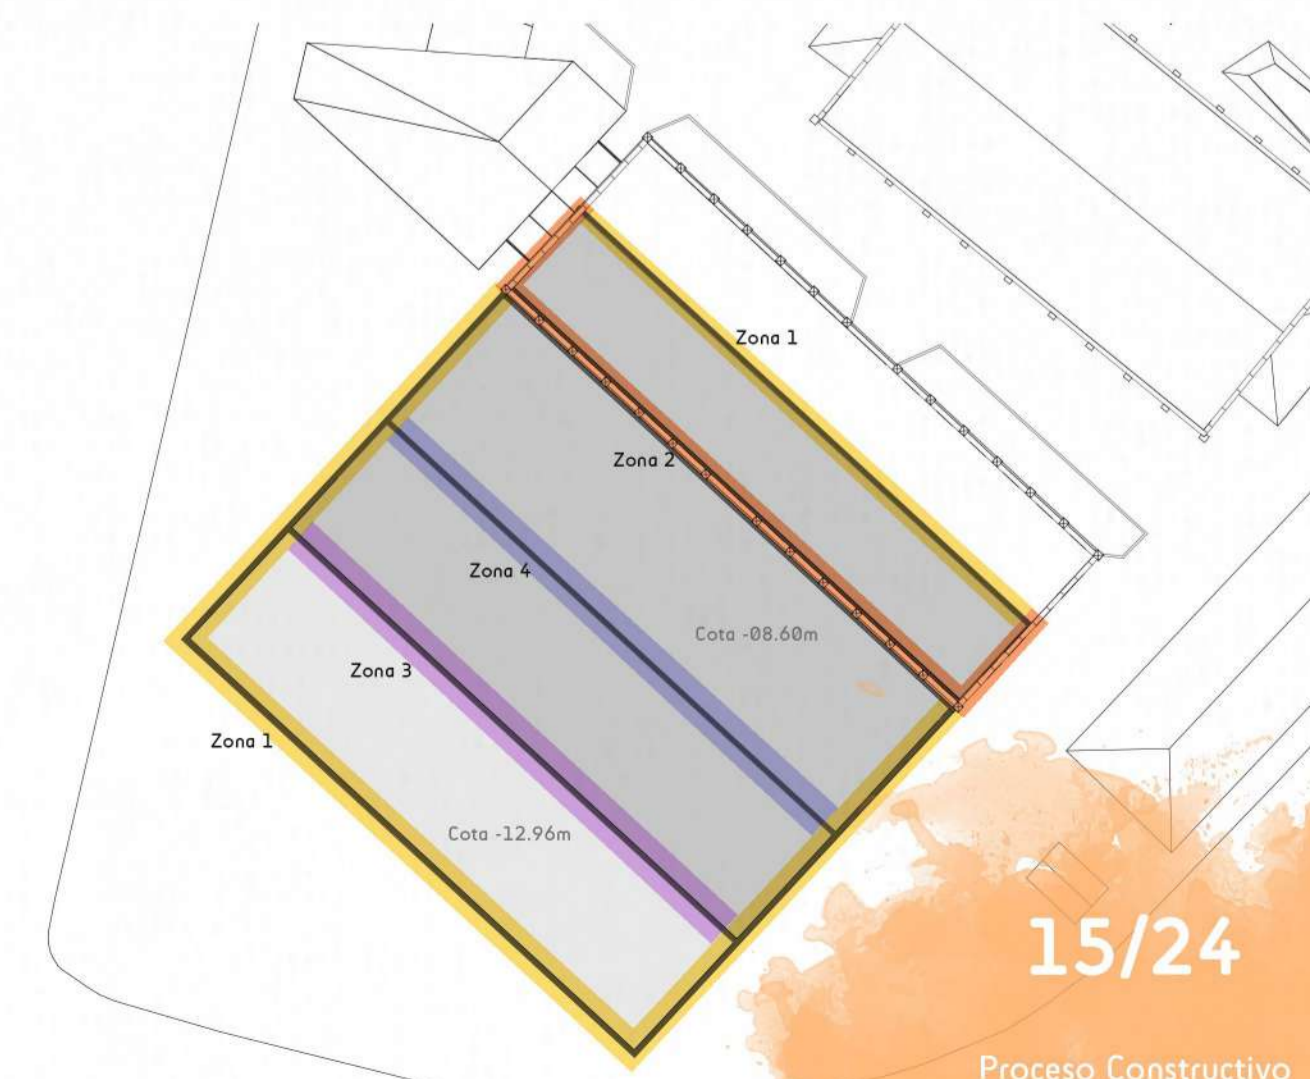 Zona 1
Zona 2
Zona 4
Cota -08.60m
Zona 3
Zona 1
Cota -12.96m
15/24
Proceso Constructivo